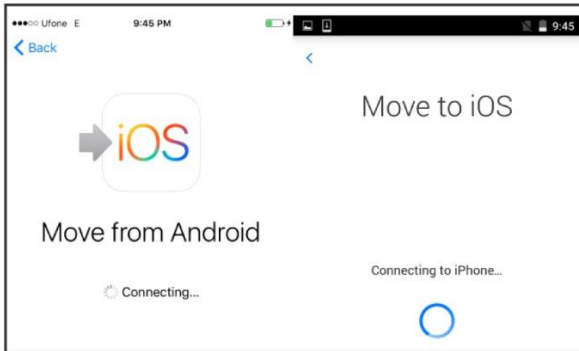 Ufone E 9:45 PM
Back
iOS
Move from Android
Connecting...
9:45
Move to iOS
Connecting to iPhone...